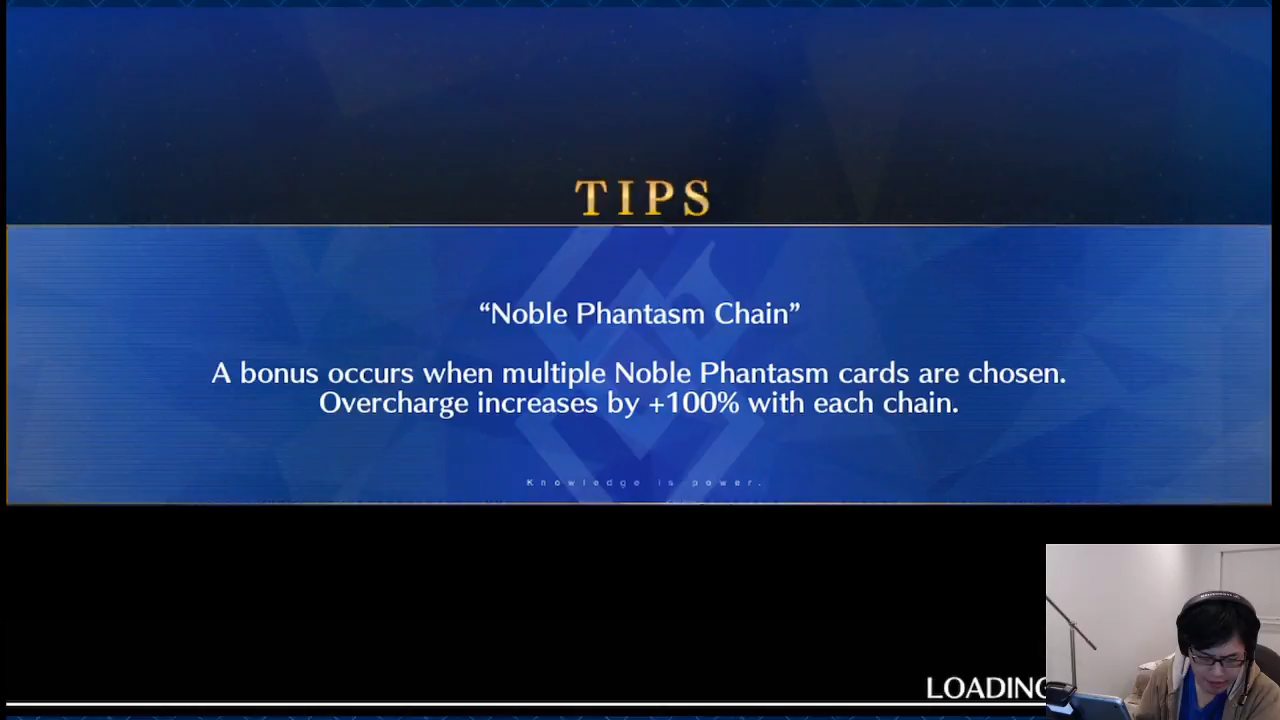 TIPS
“Noble Phantasm Chain”
A bonus occurs when multiple Noble Phantasm cards are chosen.
Overcharge increases by +100% with each chain.
Knowledge is power.
LOADING